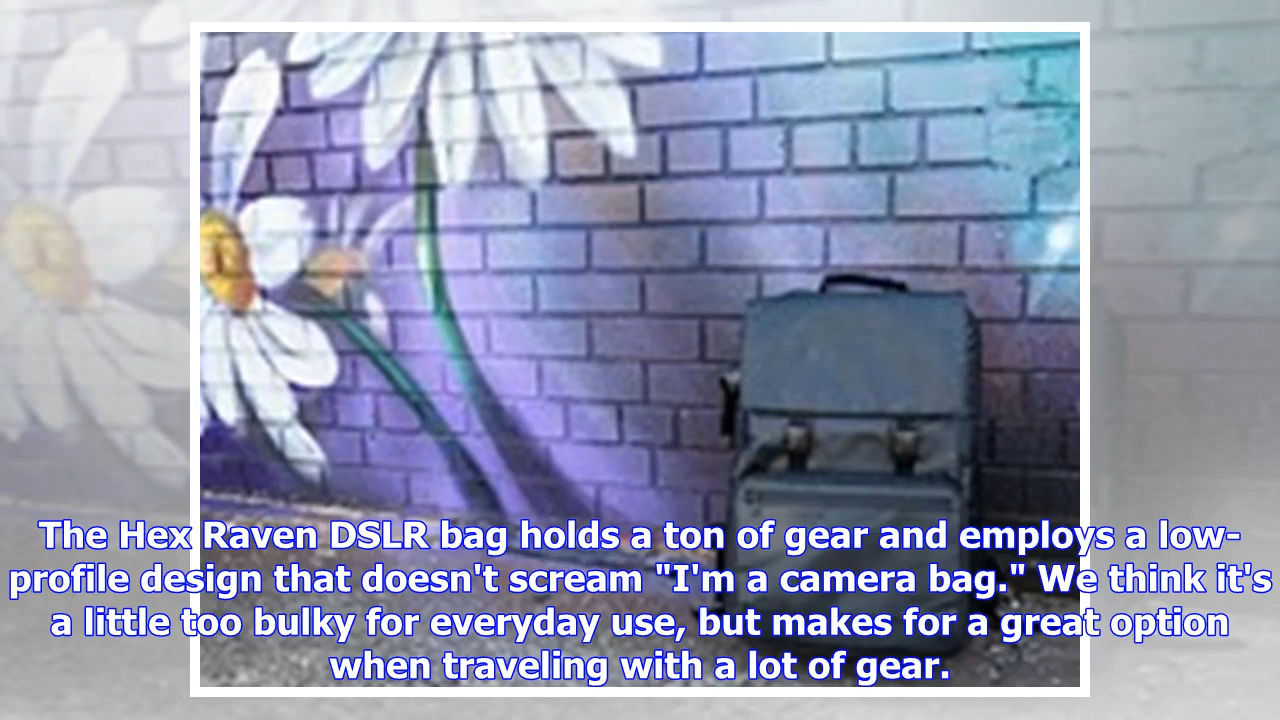 The Hex Raven DSLR bag holds a ton of gear and employs a low-
profile design that doesn't scream "I'm a camera bag." We think it's
a little too bulky for everyday use, but makes for a great option
when traveling with a lot of gear.